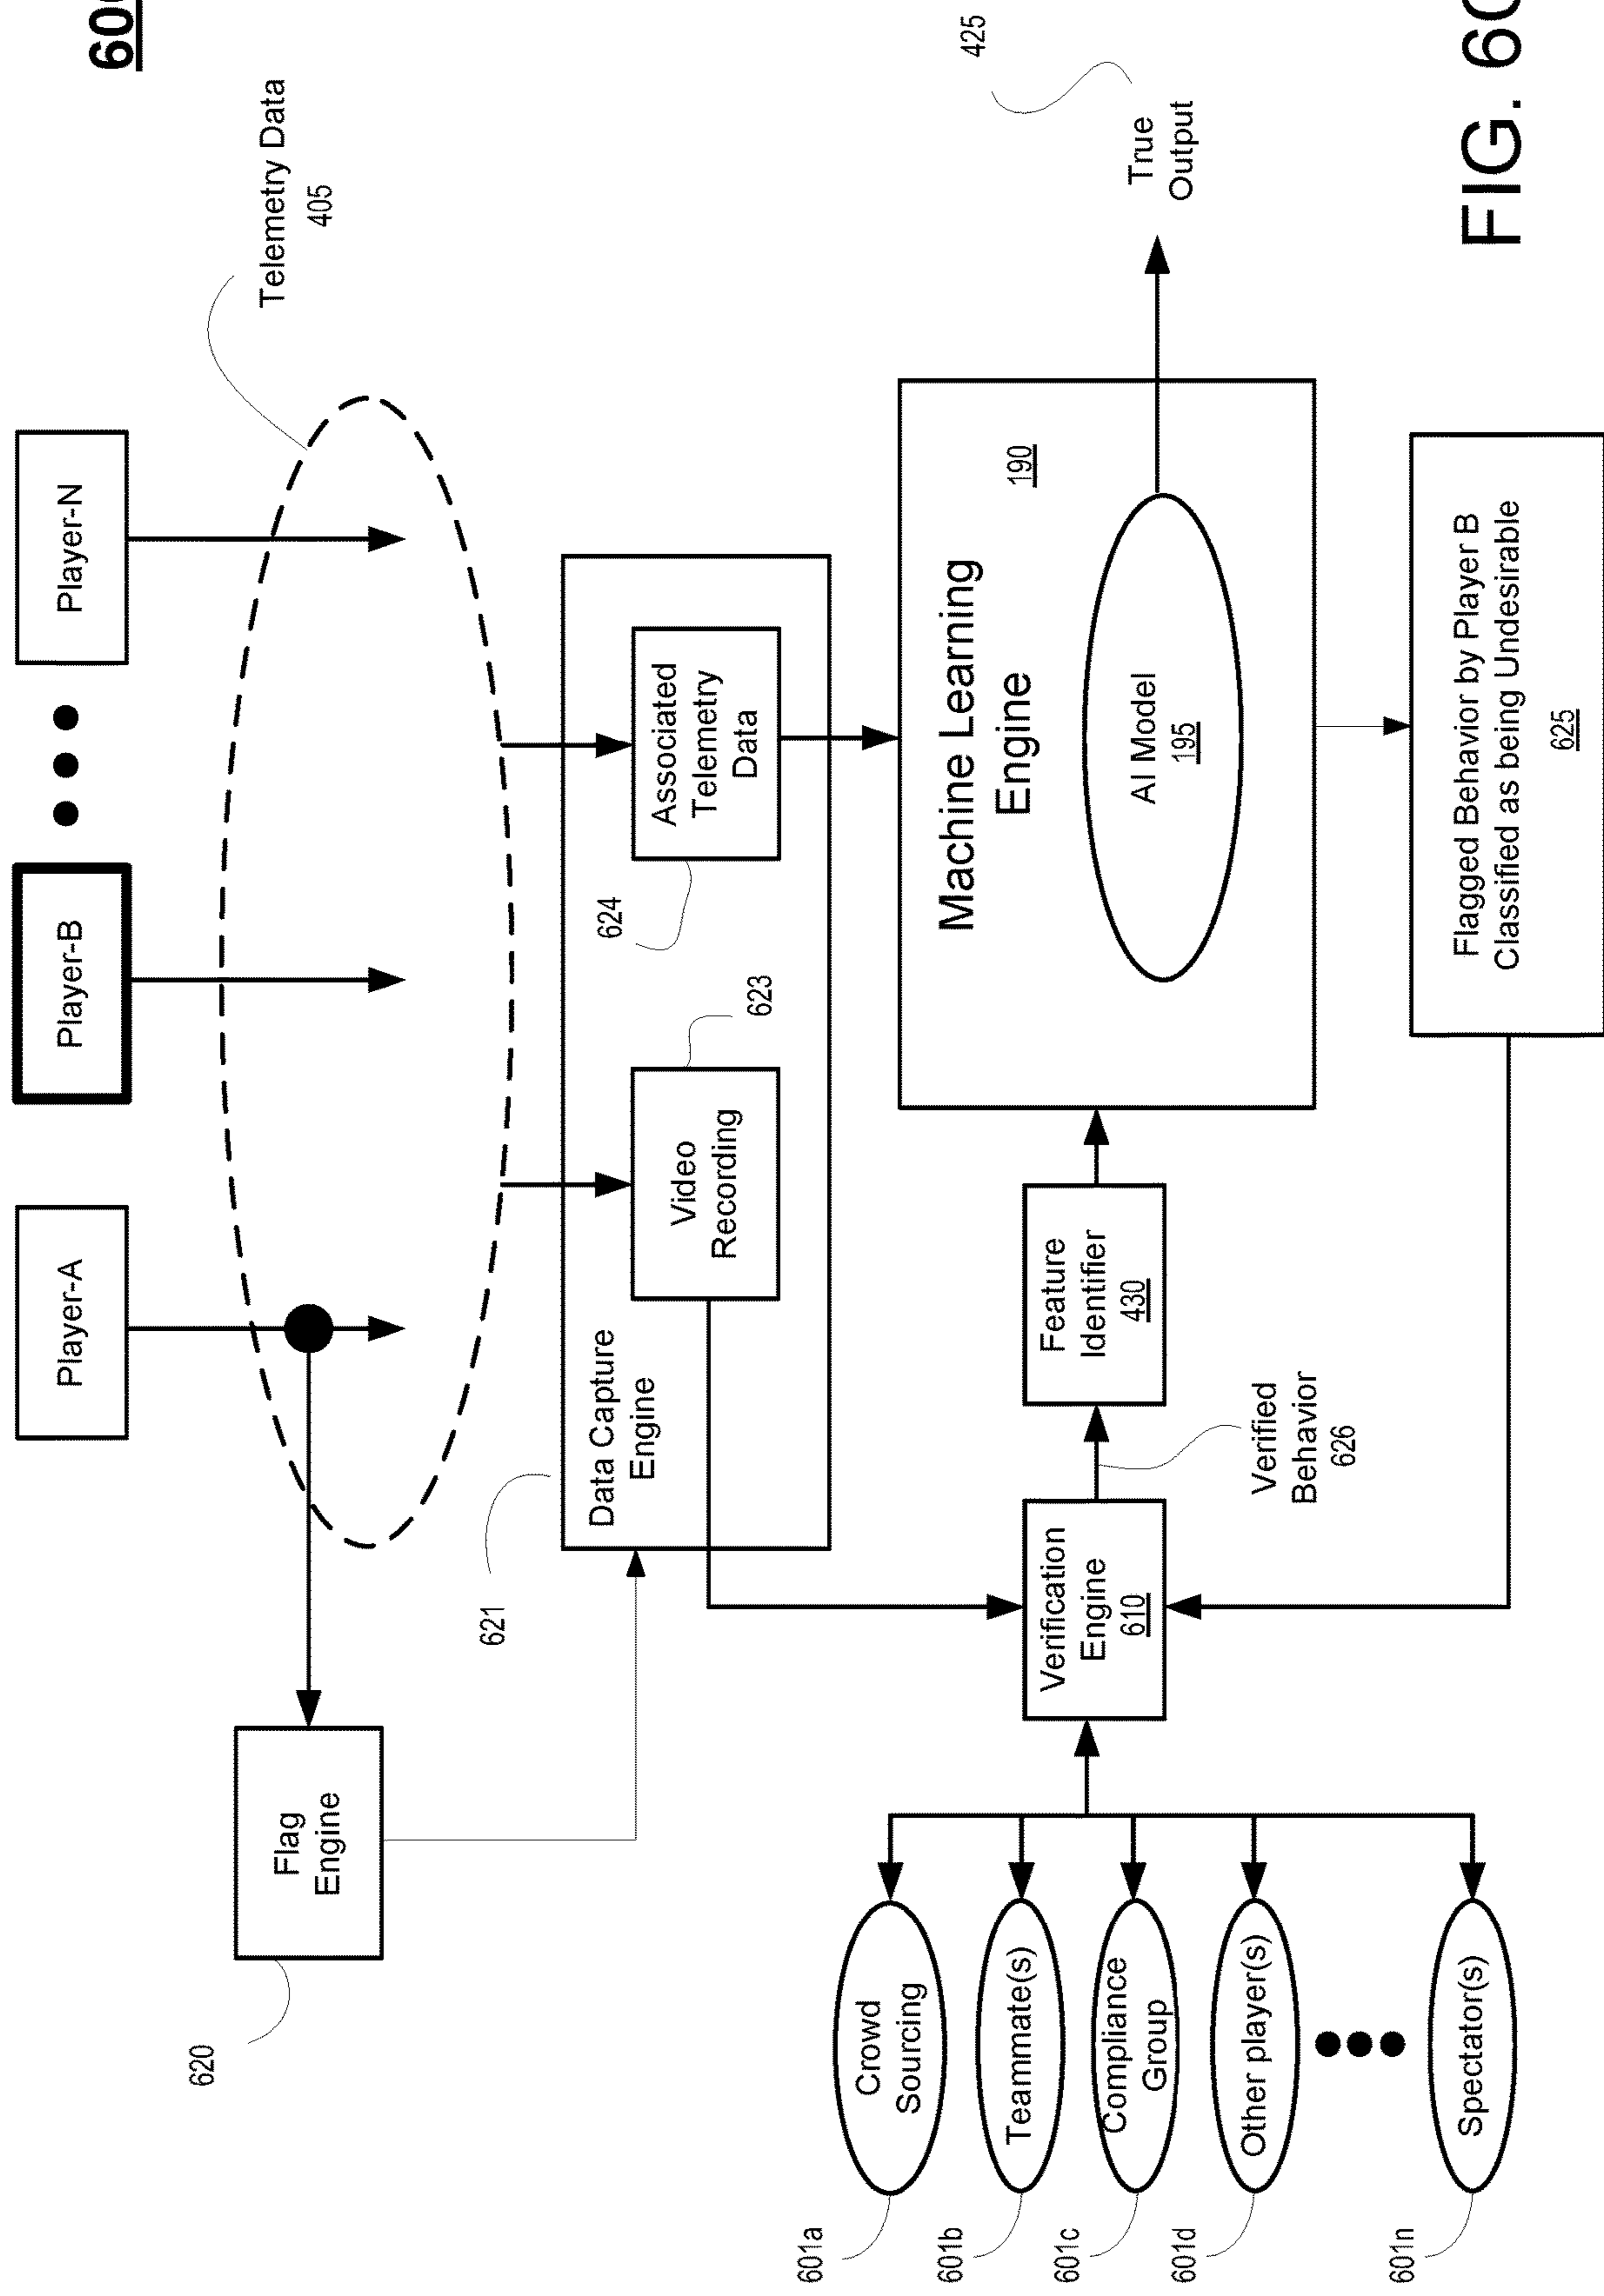 600
Player-A
Player-B
Player-N
Telemetry Data
405
620
Flag
Engine
621
Data Capture
Engine
Video
Recording
623
624
Associated
Telemetry
Data
Machine Learning
Engine
190
AI Model
195
True
Output
425
601a
Crowd
Sourcing
601b
Teammate(s)
601c
Compliance
Group
601d
Other player(s)
601n
Spectator(s)
Verification
Engine
610
Verified
Behavior
626
Feature
Identifier
430
Flagged Behavior by Player B
Classified as being Undesirable
625
FIG. 6C